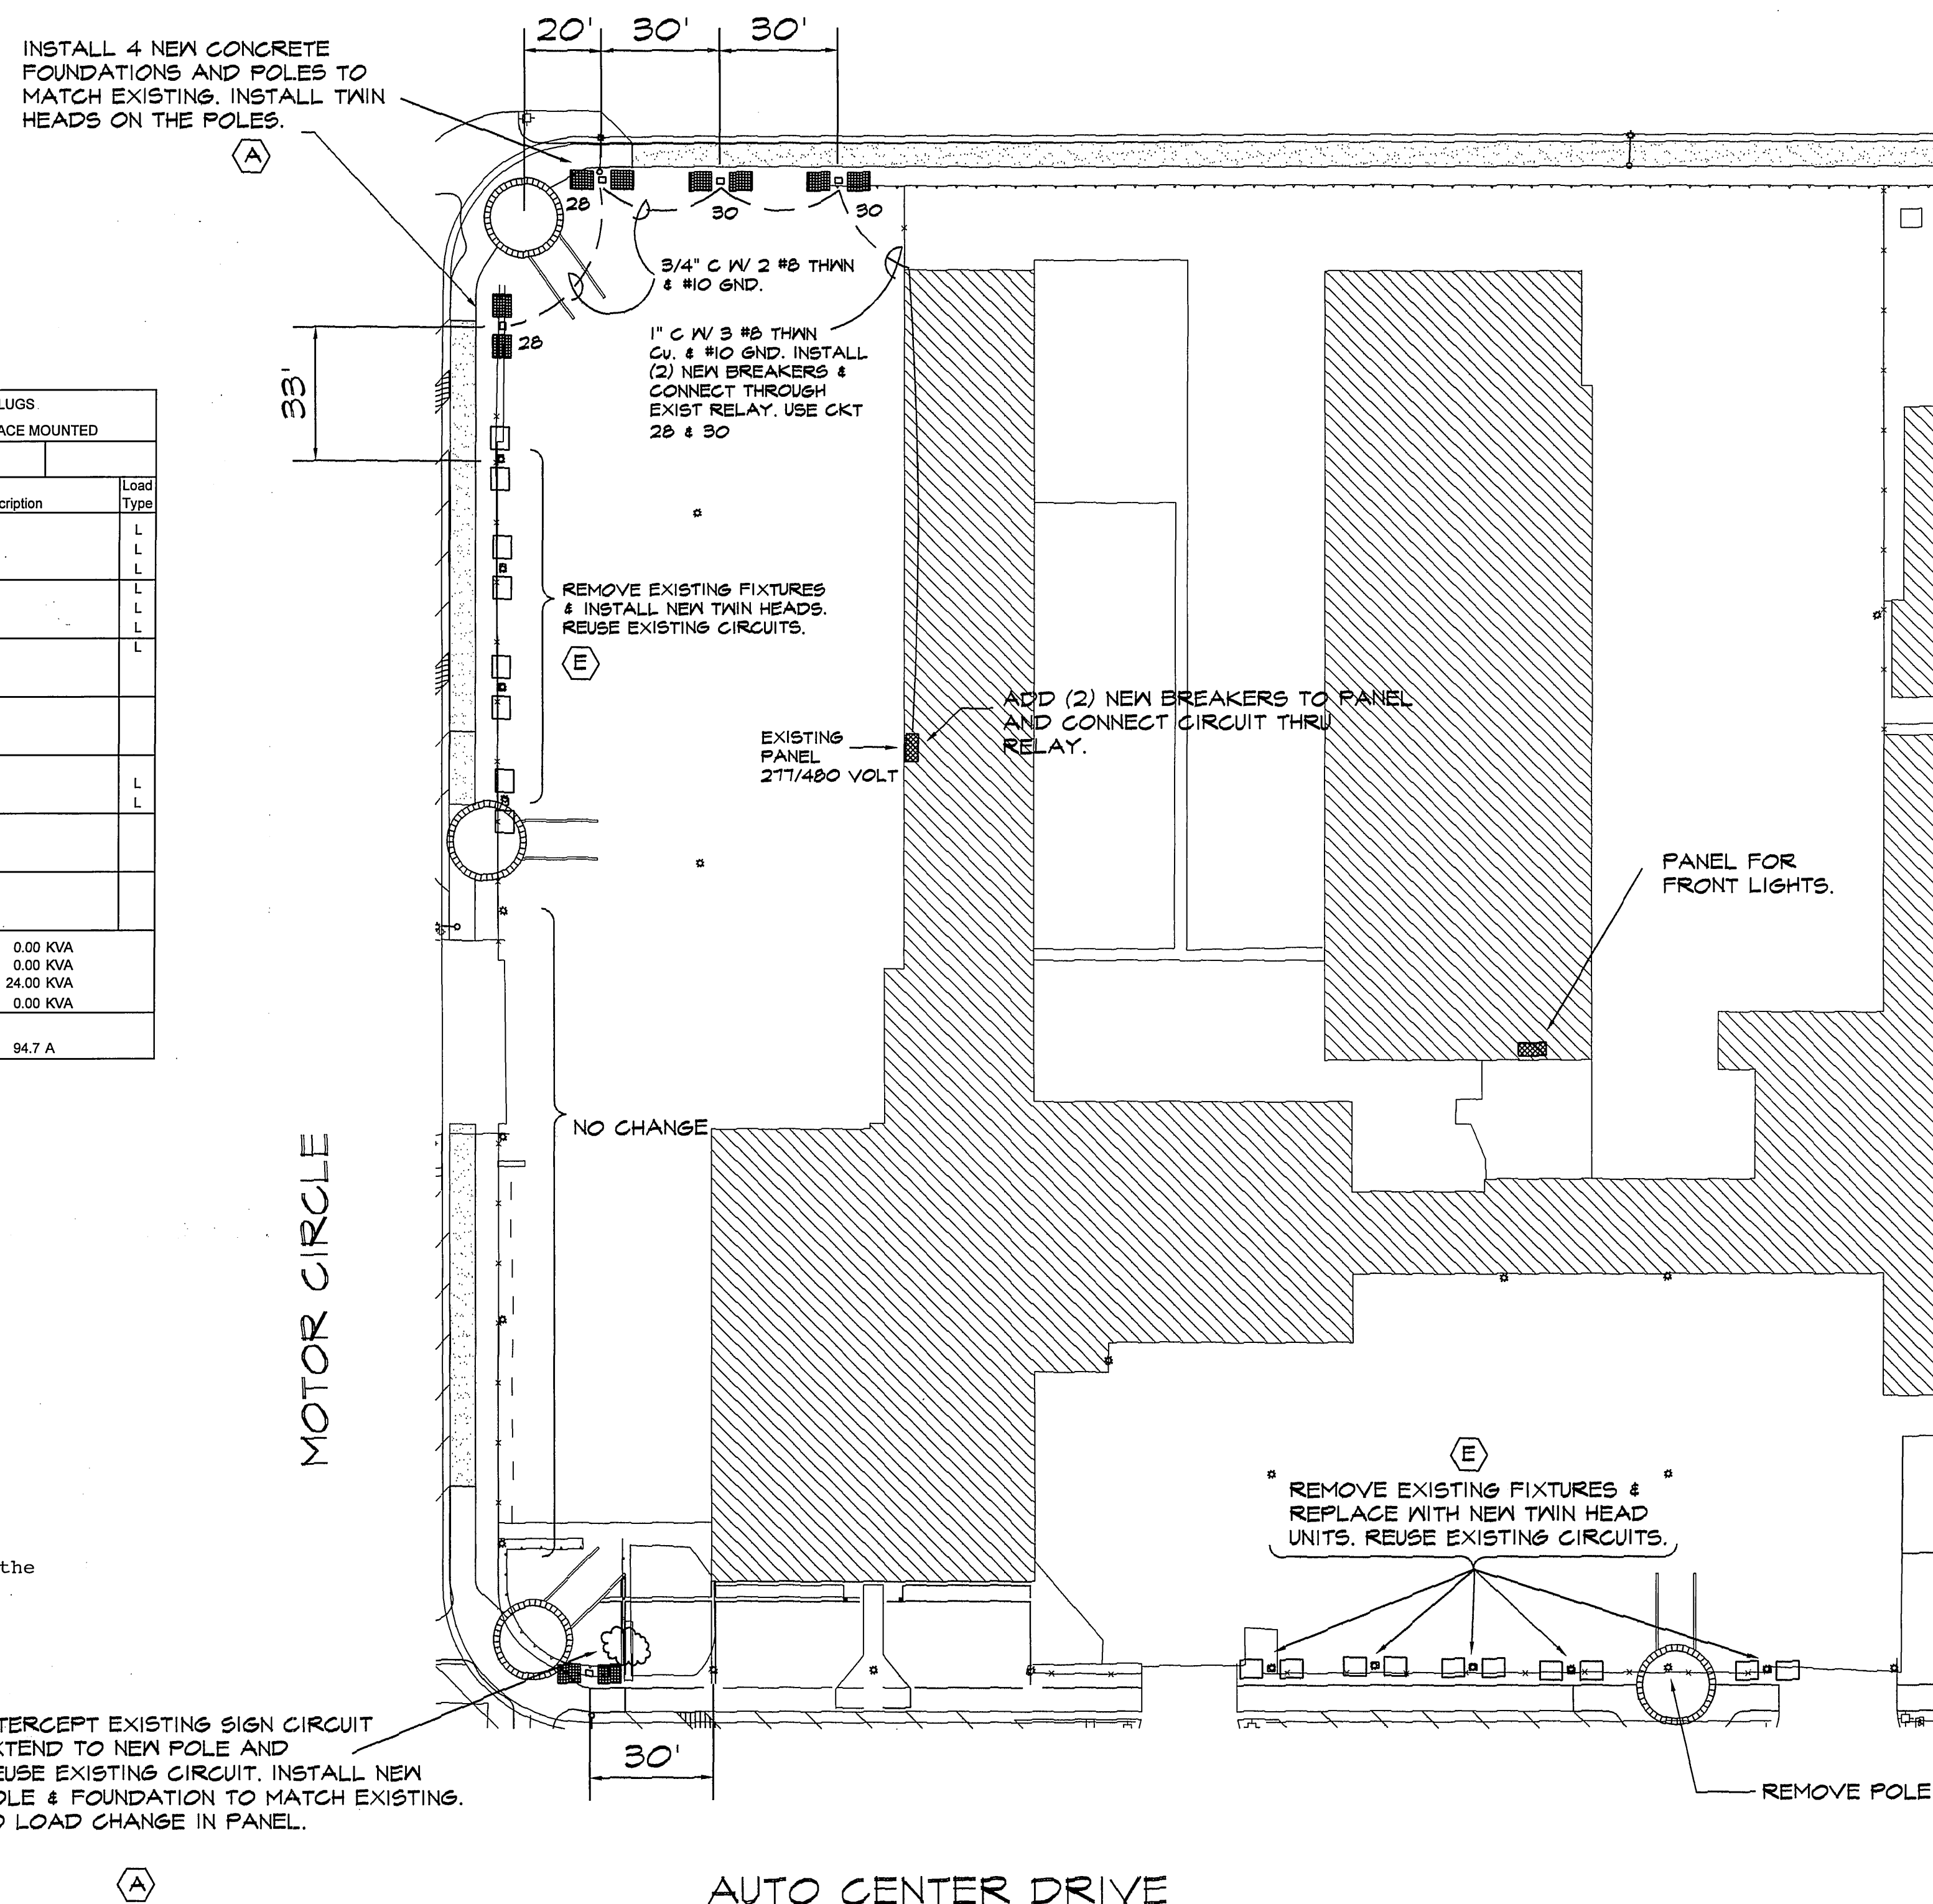 20' 30' 30'
INSTALL 4 NEW CONCRETE
FOUNDATIONS AND POLES TO
MATCH EXISTING. INSTALL TWIN
HEADS ON THE POLES.
A
28
30
30
3/4" C W/ 2 #8 THWN
& #10 GND.
28
1" C W/ 3 #8 THWN
Cu. & #10 GND. INSTALL
(2) NEW BREAKERS &
CONNECT THROUGH
EXIST RELAY. USE CKT
28 & 30
33'
LUGS
ACE MOUNTED
Load
cription Type
L
L
L
L
L
L
L
L
L
0.00 KVA
0.00 KVA
24.00 KVA
0.00 KVA
94.7 A
REMOVE EXISTING FIXTURES
& INSTALL NEW TWIN HEADS.
REUSE EXISTING CIRCUITS.
E
ADD (2) NEW BREAKERS TO PANEL
AND CONNECT CIRCUIT THRU
RELAY.
EXISTING
PANEL
277/480 VOLT
PANEL FOR
FRONT LIGHTS.
NO CHANGE
MOTOR CIRCLE
E
REMOVE EXISTING FIXTURES &
REPLACE WITH NEW TWIN HEAD
UNITS. REUSE EXISTING CIRCUITS.
the
TERCEPT EXISTING SIGN CIRCUIT
XTEND TO NEW POLE AND
EUSE EXISTING CIRCUIT. INSTALL NEW
OLE & FOUNDATION TO MATCH EXISTING.
O LOAD CHANGE IN PANEL.
A
30'
REMOVE POLE
AUTO CENTER DRIVE